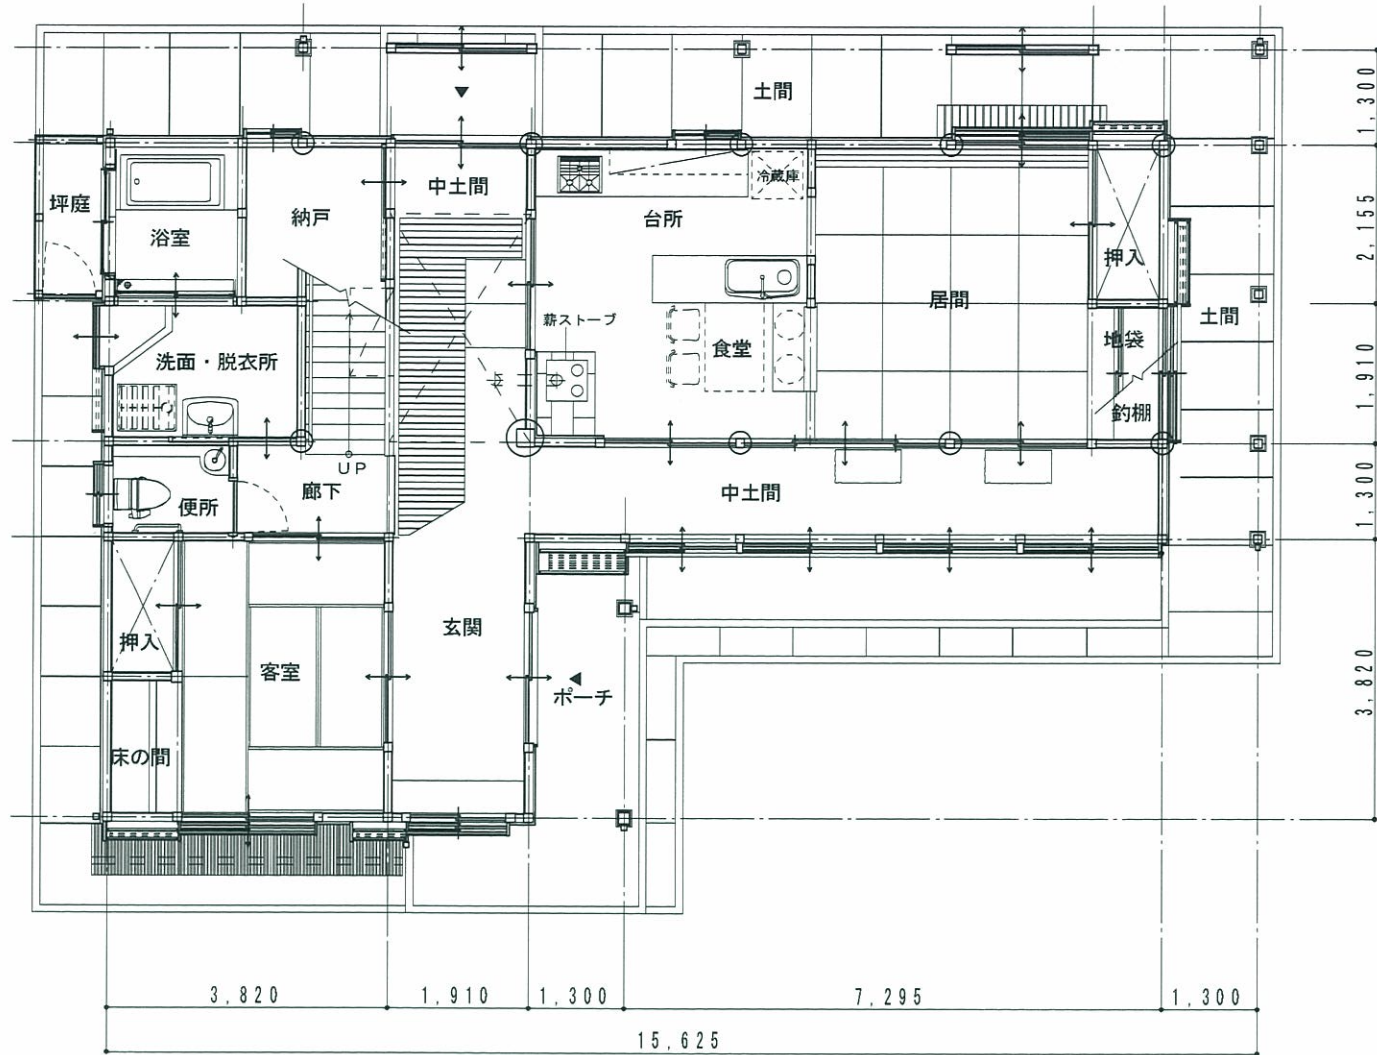 土間
1,300
中土間
冷蔵庫
坪庭
納戸
台所
浴室
2,155
押入
居間
土間
薪ストーブ
地袋
食堂
洗面・脱衣所
1,910
釣棚
UP
廊下
中土間
便所
1,300
玄関
押入
客室
ポーチ
3,820
床の間
3,820
1,910
1,300
7,295
1,300
15,625